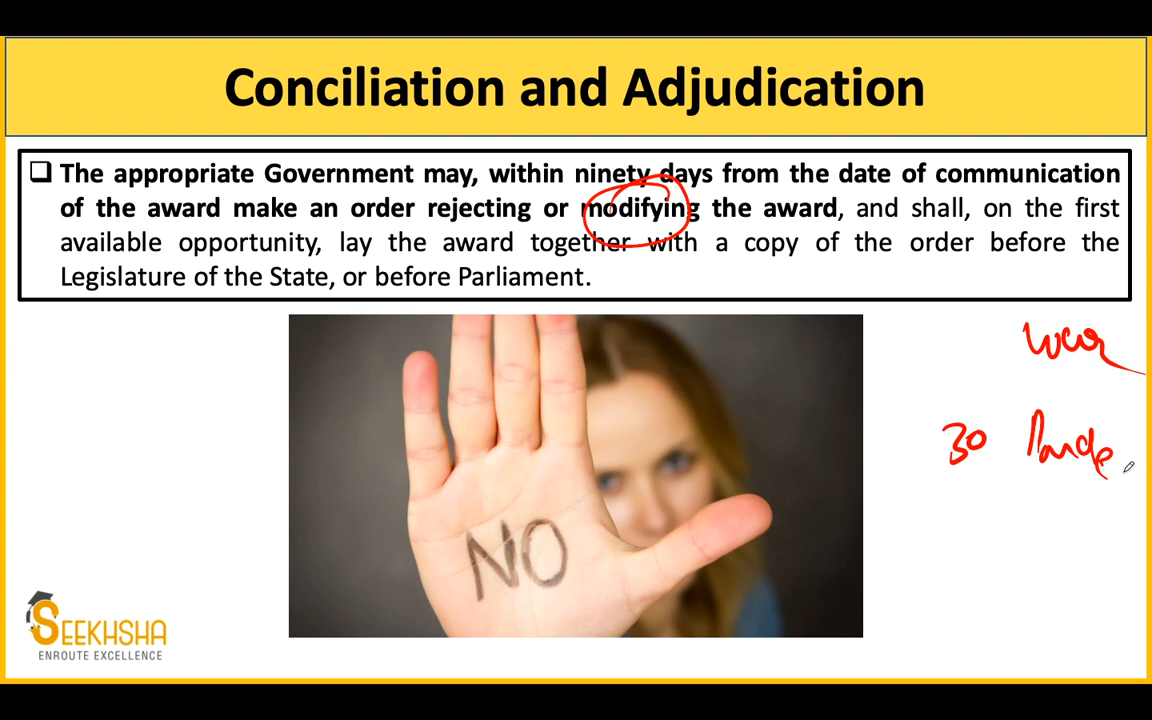 Conciliation and Adjudication
The appropriate Government may, within ninety days from the date of communication
of the award make an order rejecting or modifying the award, and shall, on the first
available opportunity, lay the award together with a copy of the order before the
Legislature of the State, or before Parliament.
30
NO
SEEKHSHA
ENROUTE EXCELLENCE